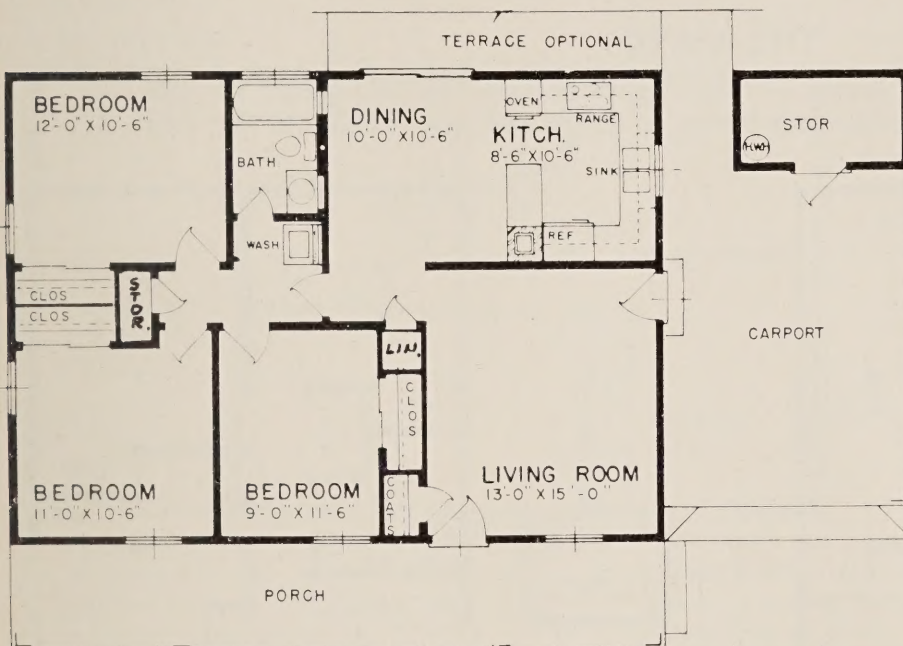 TERRACE OPTIONAL
BEDROOM
12'-0" X 10'-6"
BATH
WASH
DINING
10'-0" X 10'-6"
OVEN
RANGE
KITCH.
8'-6" X 10'-6"
SINK
REF
STOR
HWH
CLOS
CLOS
STOR.
LIN.
CLOS
COATS
CARPORT
BEDROOM
11'-0" X 10'-6"
BEDROOM
9'-0" X 11'-6"
LIVING ROOM
13'-0" X 15'-0"
PORCH